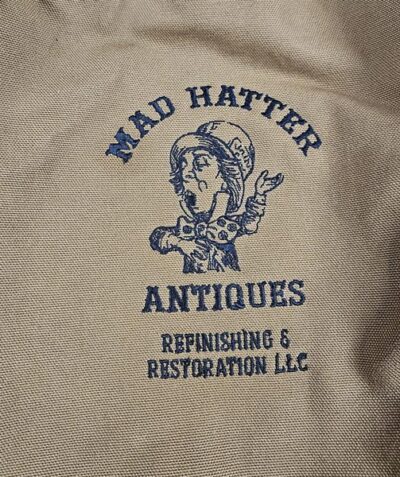 MAD HATTER
ANTIQUES
REFINISHING &
RESTORATION LLC